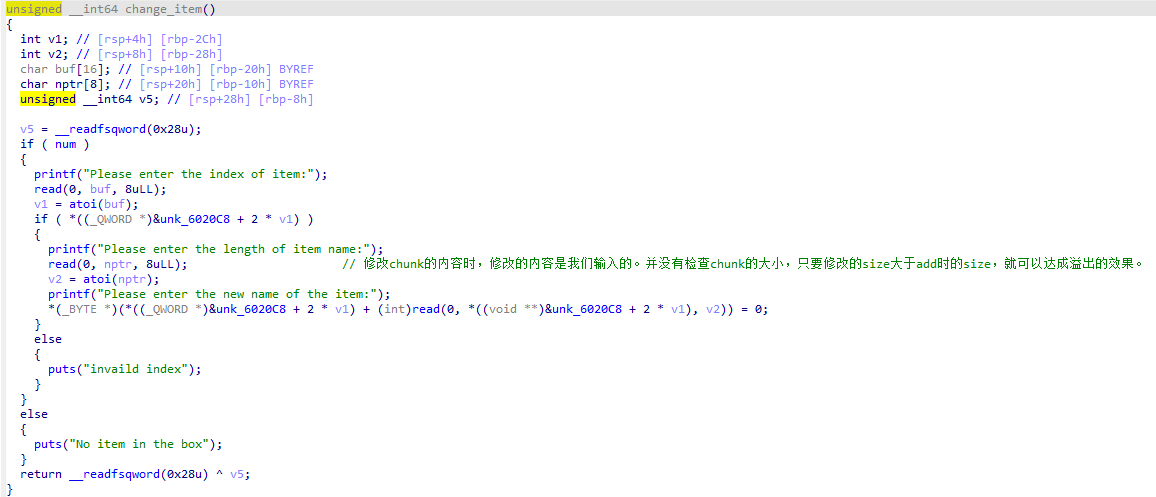 unsigned __int64 change_item()
{
  int v1; // [rsp+4h] [rbp-2Ch]
  int v2; // [rsp+8h] [rbp-28h]
  char buf[16]; // [rsp+10h] [rbp-20h] BYREF
  char nptr[8]; // [rsp+20h] [rbp-10h] BYREF
  unsigned __int64 v5; // [rsp+28h] [rbp-8h]

  v5 = __readfsqword(0x28u);
  if ( num )
  {
    printf("Please enter the index of item:");
    read(0, buf, 8uLL);
    v1 = atoi(buf);
    if ( *((_QWORD *)&unk_6020C8 + 2 * v1) )
    {
      printf("Please enter the length of item name:");
      read(0, nptr, 8uLL);                 // 修改chunk的内容时，修改的内容是我们输入的。并没有检查chunk的大小，只要修改的size大于add时的size，就可以达成溢出的效果。
      v2 = atoi(nptr);
      printf("Please enter the new name of the item:");
      *(_BYTE *)(*((_QWORD *)&unk_6020C8 + 2 * v1) + (int)read(0, *((void **)&unk_6020C8 + 2 * v1), v2)) = 0;
    }
    else
    {
      puts("invaild index");
    }
  }
  else
  {
    puts("No item in the box");
  }
  return __readfsqword(0x28u) ^ v5;
}